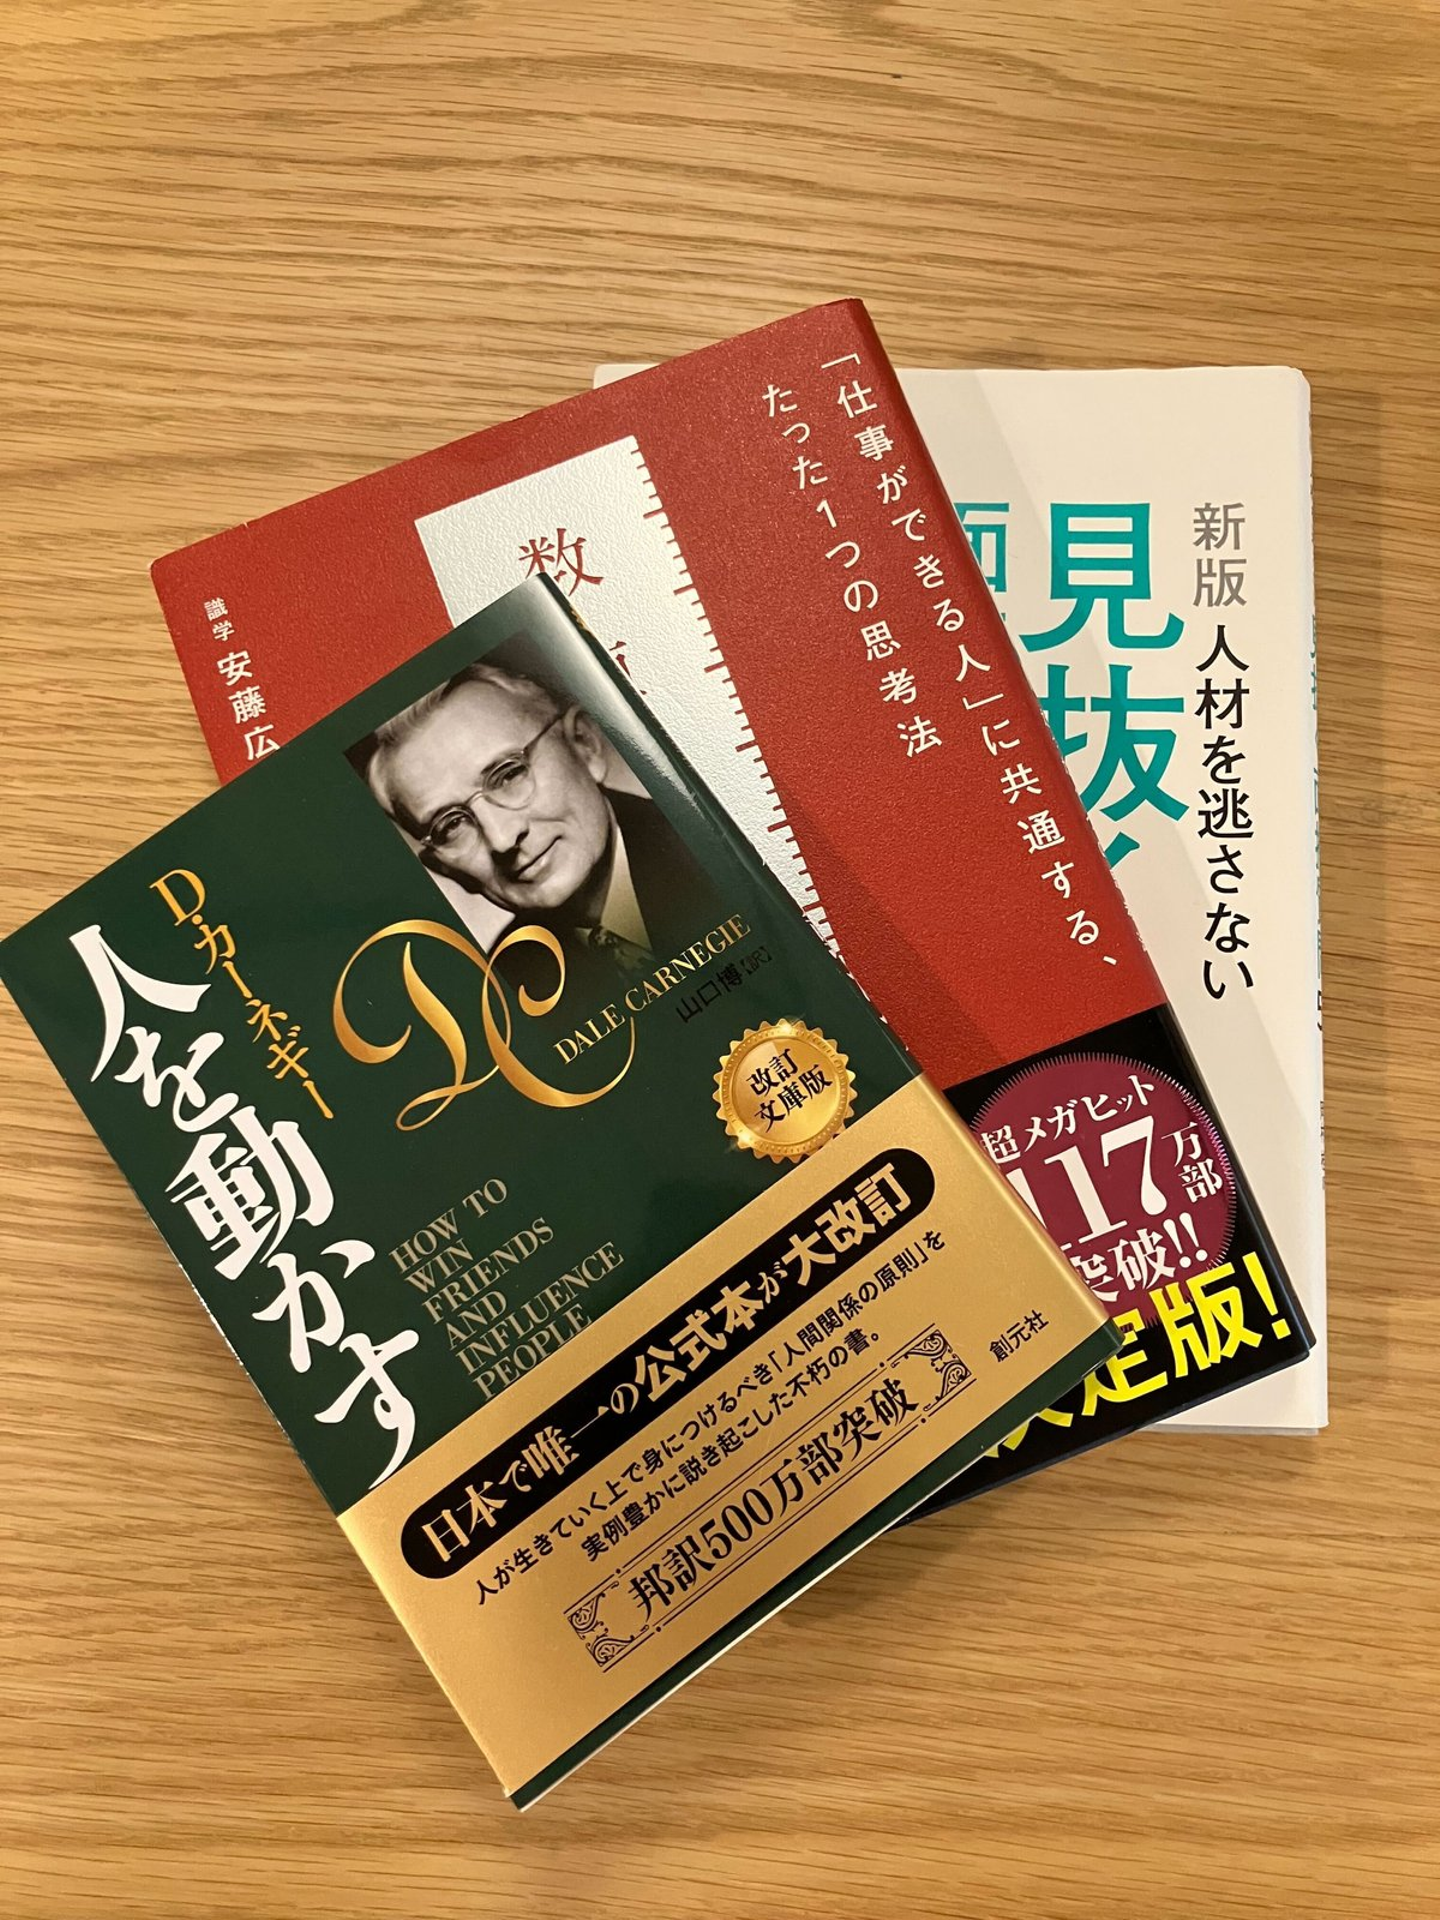 D・カーネギー
人を動かす
DC
DALE CARNEGIE
山口博【訳】
改訂
文庫版
HOW TO
WIN
FRIENDS
AND
INFLUENCE
PEOPLE
日本で唯一の公式本が大改訂
人が生きていく上で身につけるべき「人間関係の原則」を
実例豊かに説き起こした不朽の書。
邦訳500万部突破
創元社
「仕事ができる人」に共通する、
たった1つの思考法
数
識学
安藤広
超メガヒット
117万部
突破!!
定版!
新版 人材を逃さない
見抜く
面